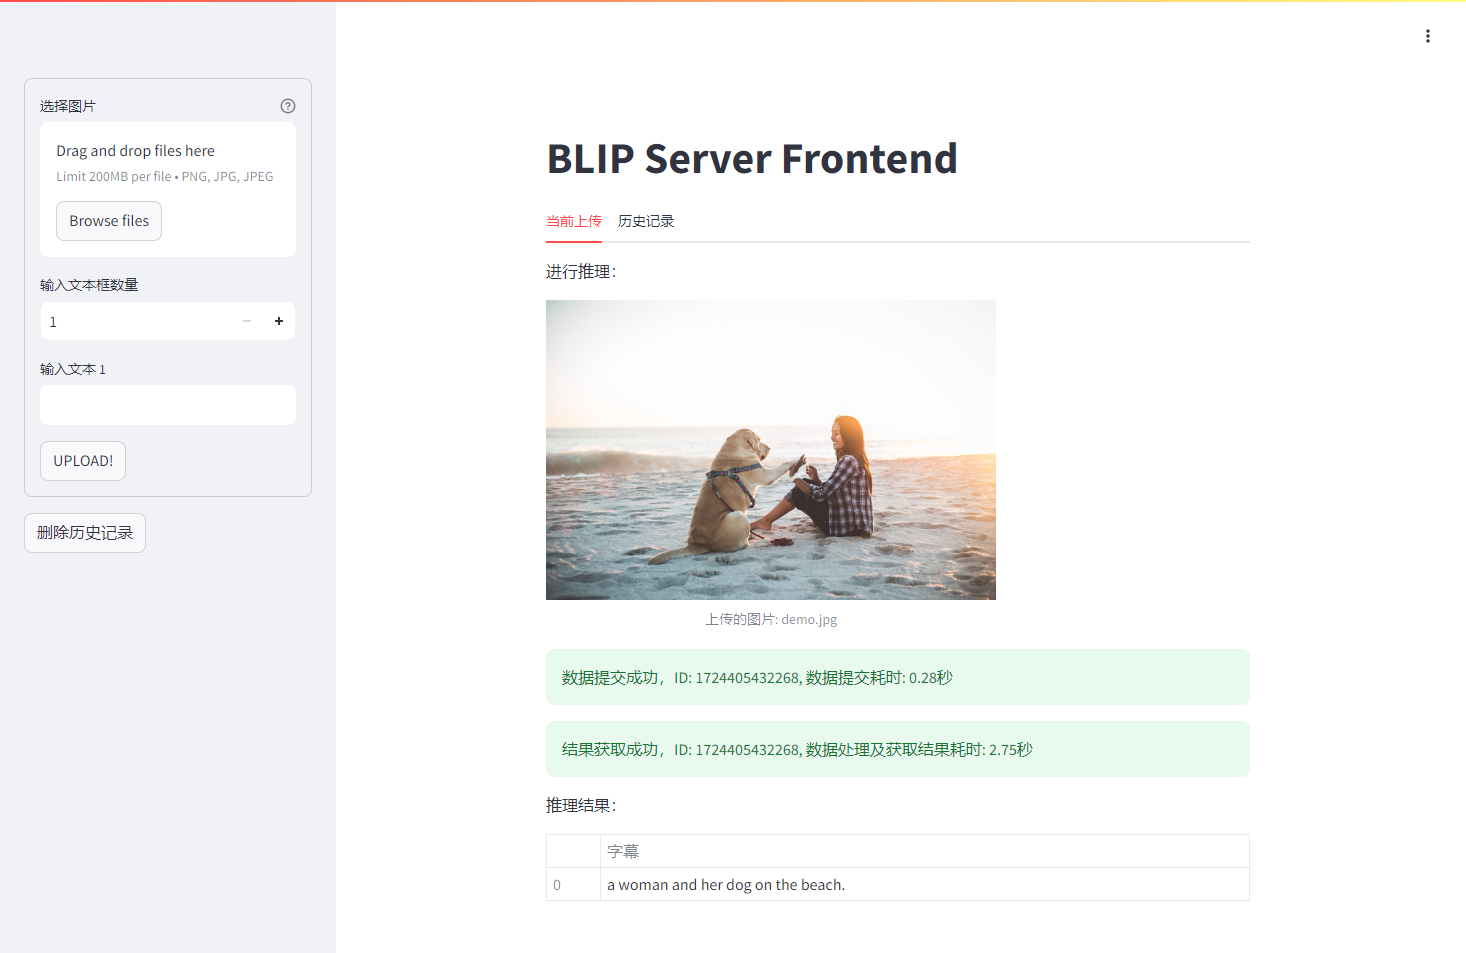 选择图片
Drag and drop files here
Limit 200MB per file • PNG, JPG, JPEG
Browse files
输入文本框数量
1
输入文本 1
UPLOAD!
删除历史记录
BLIP Server Frontend
当前上传 历史记录
进行推理：
上传的图片: demo.jpg
数据提交成功，ID: 1724405432268, 数据提交耗时: 0.28秒
结果获取成功，ID: 1724405432268, 数据处理及获取结果耗时: 2.75秒
推理结果：
字幕
0 a woman and her dog on the beach.